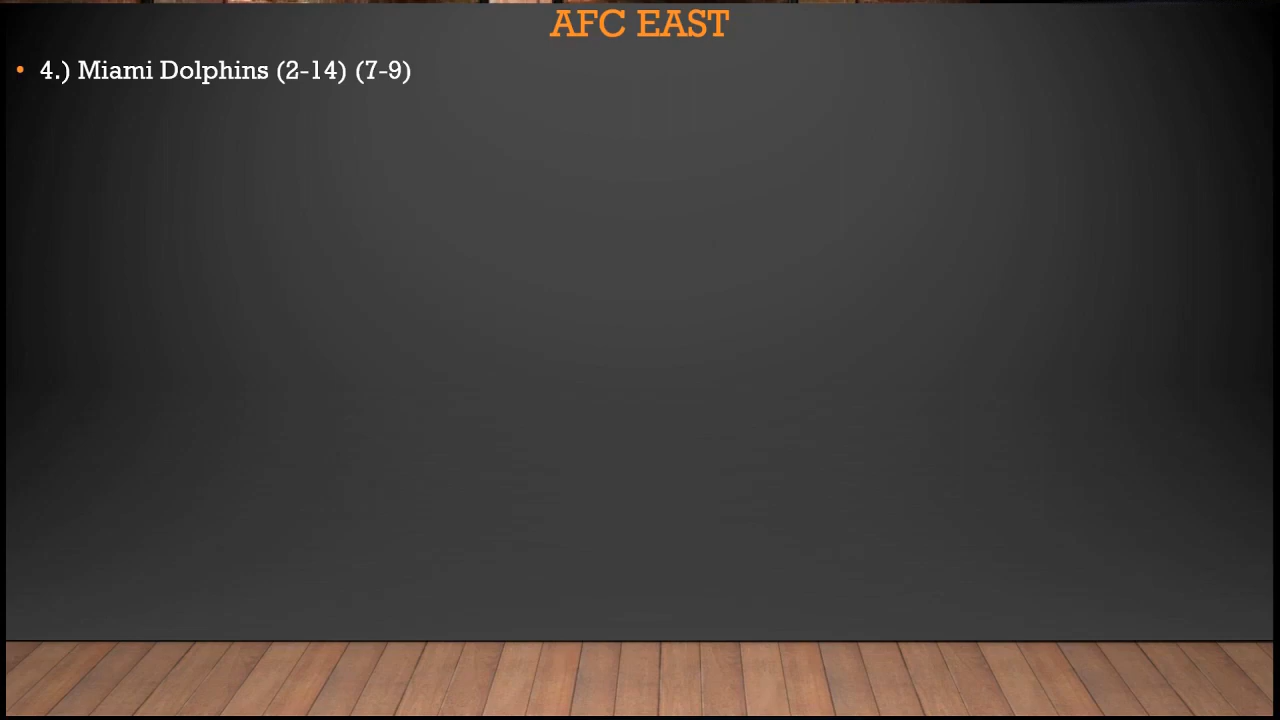 AFC EAST
• 4.) Miami Dolphins (2-14) (7-9)